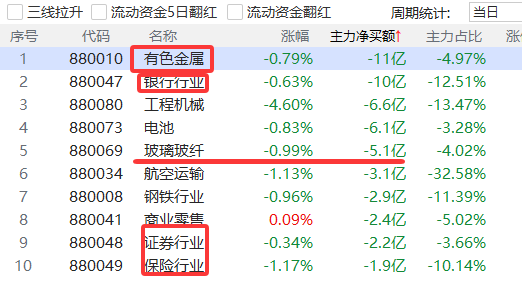 三线拉升 流动资金5日翻红 流动资金翻红 周期统计: 当日
序号 代码 名称 涨幅 主力净买额↑ 主力占比
1 880010 有色金属 -0.79% -11亿 -4.97%
2 880047 银行行业 -0.63% -10亿 -12.51%
3 880080 工程机械 -4.60% -6.6亿 -13.47%
4 880073 电池 -0.83% -6.1亿 -3.28%
5 880069 玻璃玻纤 -0.99% -5.1亿 -4.02%
6 880034 航空运输 -1.13% -3.1亿 -32.58%
7 880008 钢铁行业 -0.96% -2.9亿 -11.39%
8 880041 商业零售 0.09% -2.4亿 -5.02%
9 880048 证券行业 -0.34% -2.2亿 -3.66%
10 880049 保险行业 -1.17% -1.9亿 -10.14%